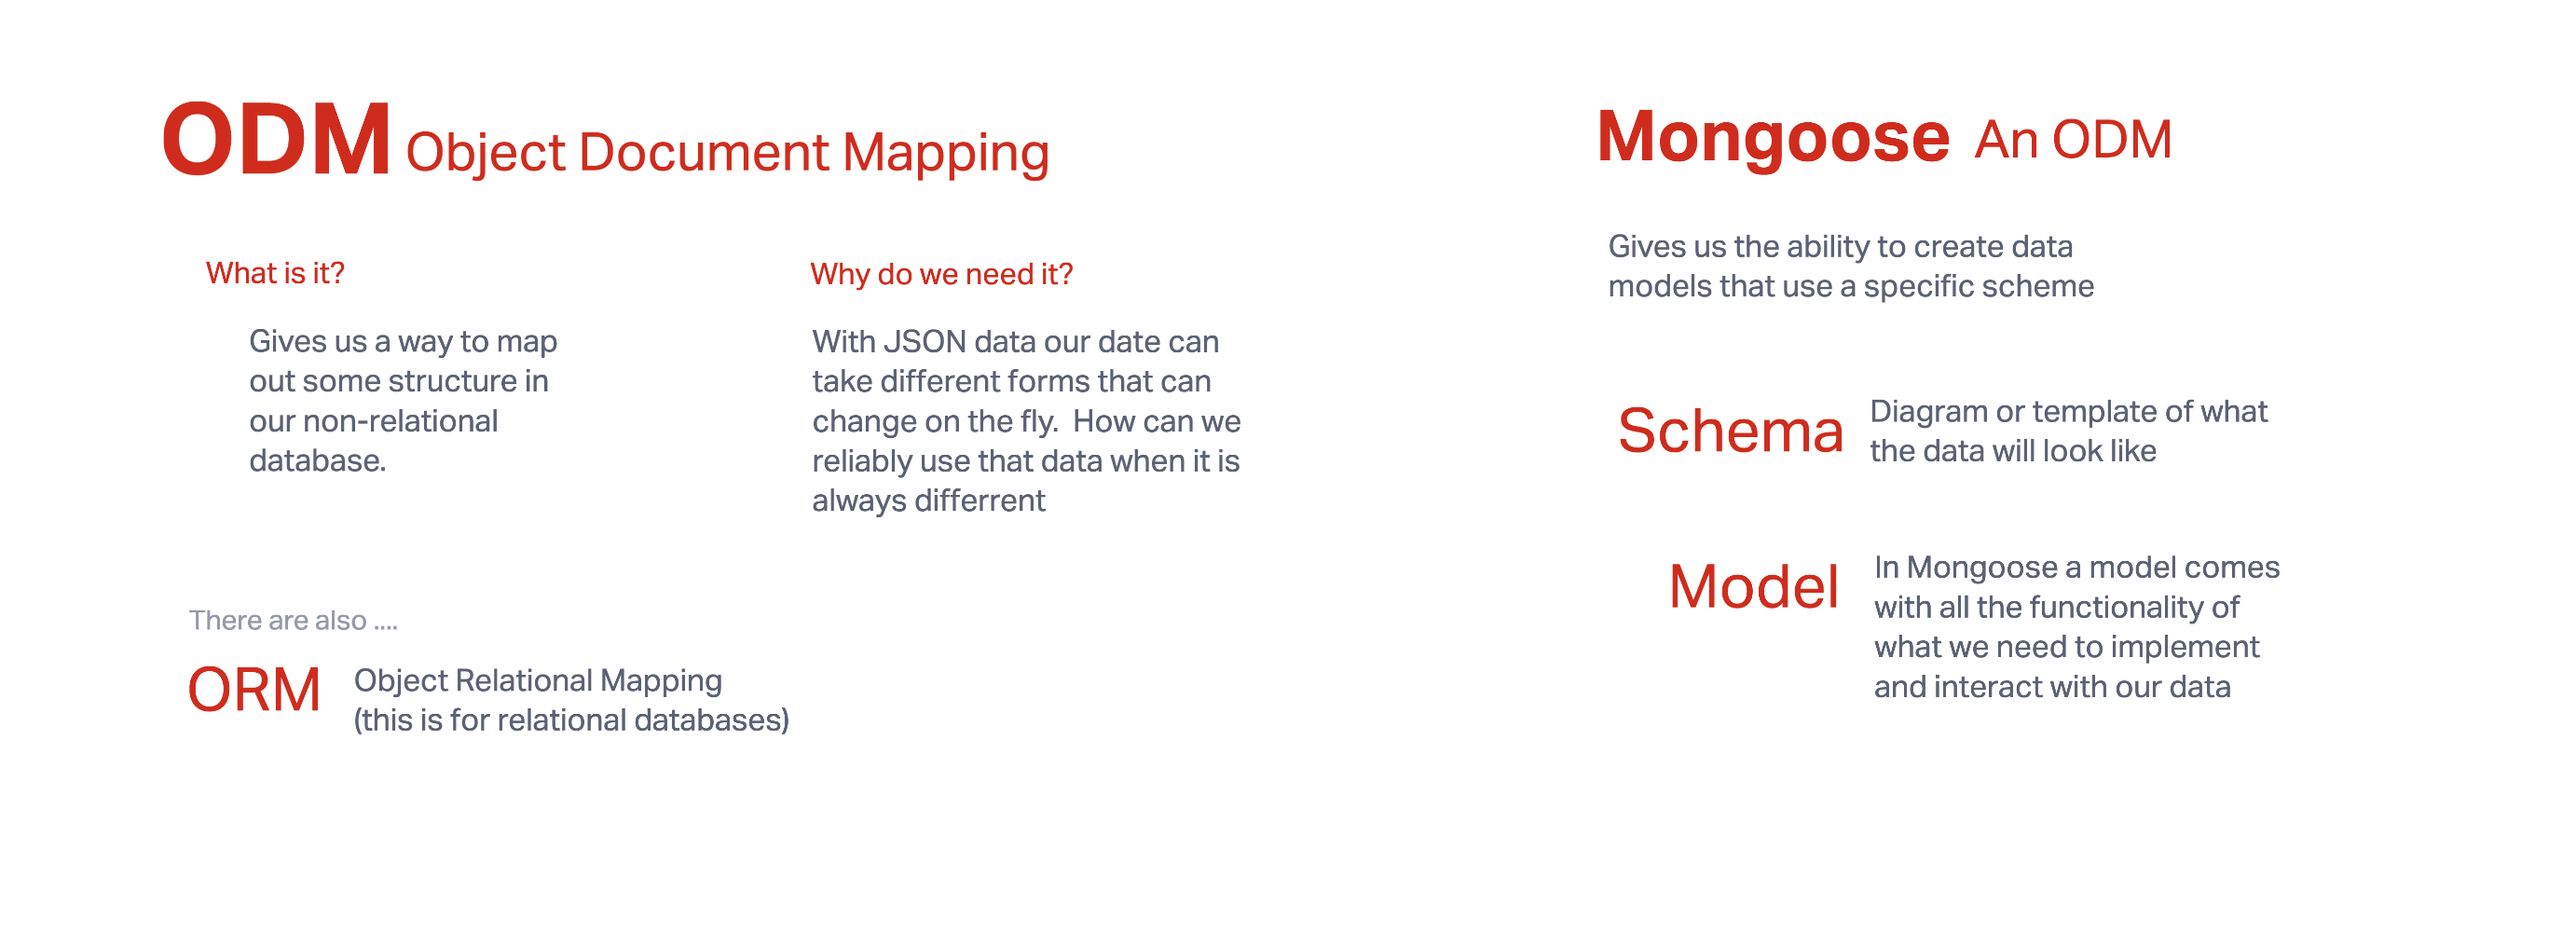 ODM Object Document Mapping
What is it?
Gives us a way to map
out some structure in
our non-relational
database.
Why do we need it?
With JSON data our date can
take different forms that can
change on the fly.  How can we
reliably use that data when it is
always differrent
There are also ....
ORM
Object Relational Mapping
(this is for relational databases)
Mongoose An ODM
Gives us the ability to create data
models that use a specific scheme
Schema
Diagram or template of what
the data will look like
Model
In Mongoose a model comes
with all the functionality of
what we need to implement
and interact with our data